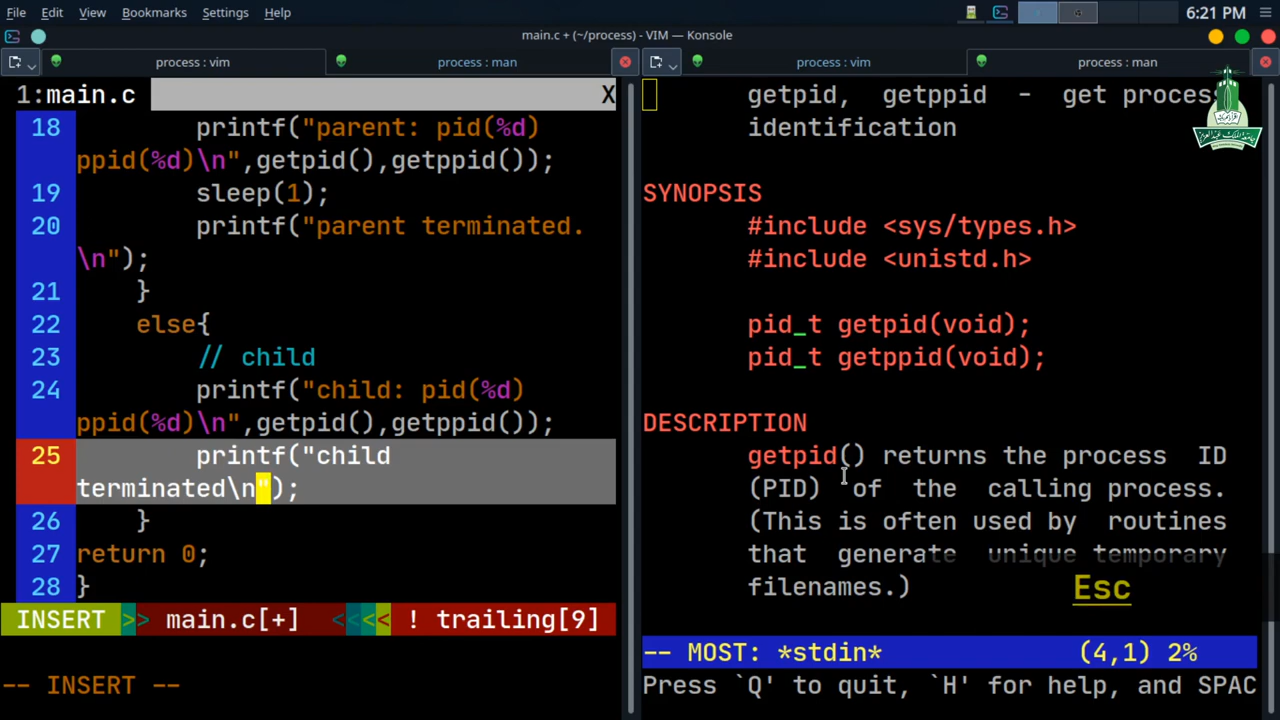 File Edit View Bookmarks Settings Help
6:21 PM
main.c + (~/process) - VIM — Konsole
process : vim
process : man
process : vim
process : man
1:main.c X
18 printf("parent: pid(%d)
ppid(%d)\n",getpid(),getppid());
19 sleep(1);
20 printf("parent terminated.
\n");
21 }
22 else{
23 // child
24 printf("child: pid(%d)
ppid(%d)\n",getpid(),getppid());
25 printf("child
terminated\n");
26 }
27 return 0;
28 }
INSERT >> main.c[+] <<<< ! trailing[9]
-- INSERT --
getpid, getppid - get process
identification
SYNOPSIS
#include <sys/types.h>
#include <unistd.h>
pid_t getpid(void);
pid_t getppid(void);
DESCRIPTION
getpid() returns the process ID
(PID) of the calling process.
(This is often used by routines
that generate unique temporary
filenames.)
Esc
-- MOST: *stdin* (4,1) 2%
Press `Q' to quit, `H' for help, and SPAC